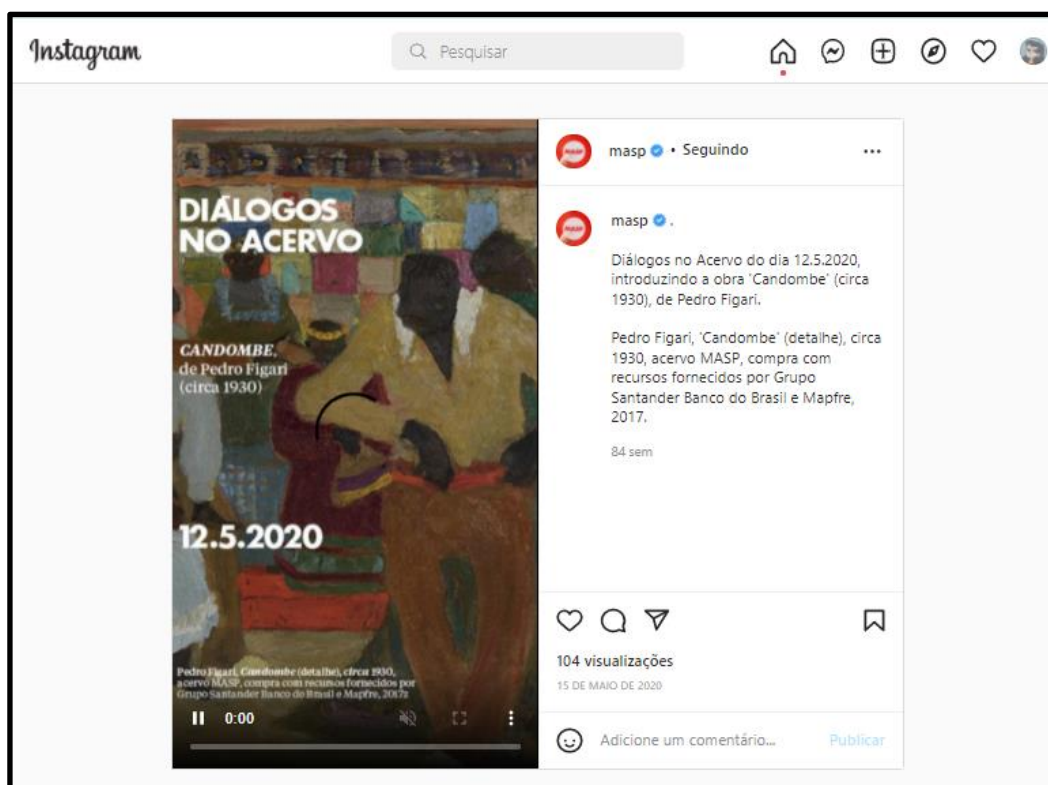 Instagram
Pesquisar
DIÁLOGOS
NO ACERVO
CANDOMBE,
de Pedro Figari
(circa 1930)
12.5.2020
Pedro Figari, Candombe (detalhe), circa 1930,
acervo MASP, compra com recursos fornecidos por
Grupo Santander Banco do Brasil e Mapfre, 2017.
0:00
MASP
masp • Seguindo
MASP
masp .
Diálogos no Acervo do dia 12.5.2020,
introduzindo a obra 'Candombe' (circa
1930), de Pedro Figari.
Pedro Figari, 'Candombe' (detalhe), circa
1930, acervo MASP, compra com
recursos fornecidos por Grupo
Santander Banco do Brasil e Mapfre,
2017.
84 sem
104 visualizações
15 DE MAIO DE 2020
Adicione um comentário... Publicar